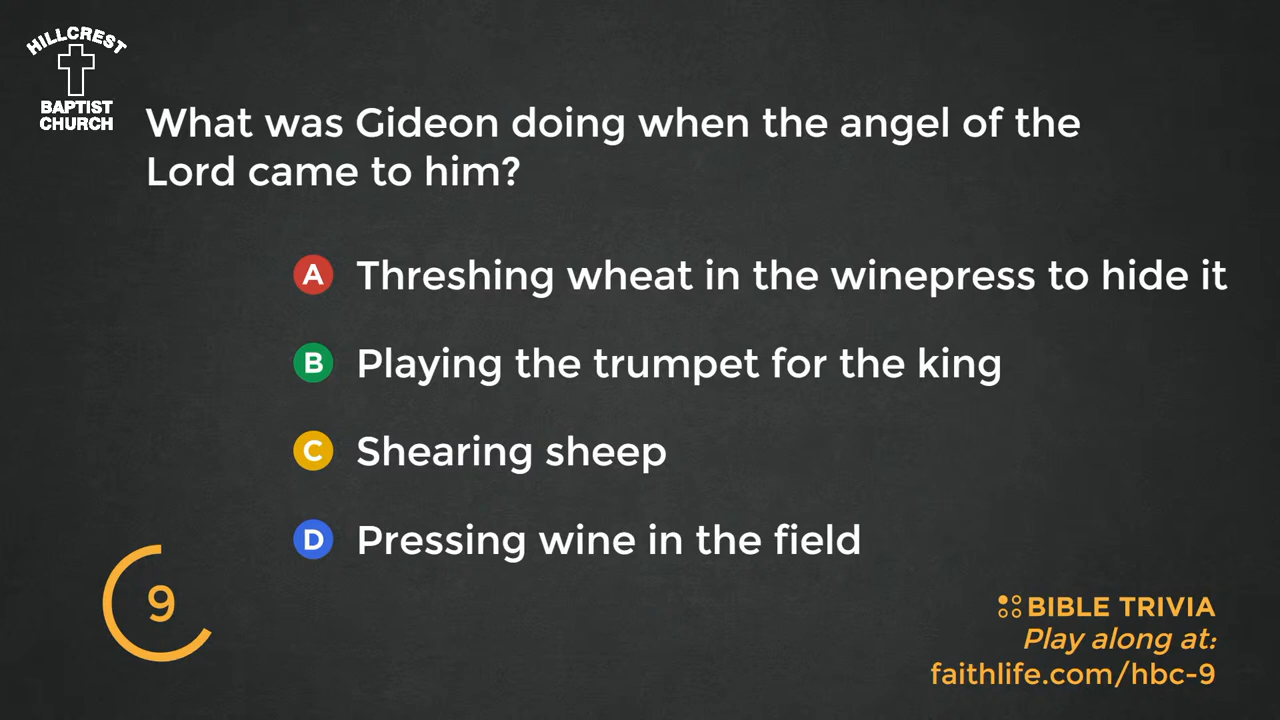 HILLCREST
BAPTIST
CHURCH
What was Gideon doing when the angel of the
Lord came to him?
A Threshing wheat in the winepress to hide it
B Playing the trumpet for the king
C Shearing sheep
D Pressing wine in the field
9
BIBLE TRIVIA
Play along at:
faithlife.com/hbc-9